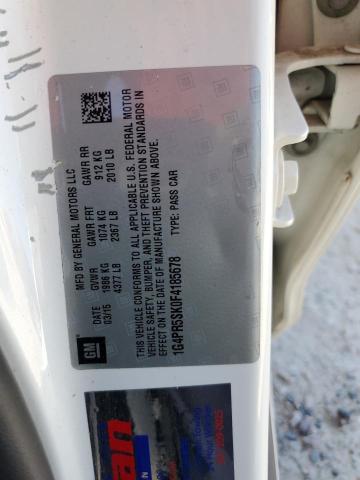 MFD BY GENERAL MOTORS LLC
03/15 GVWR GAWR FRT GAWR RR
1986 KG 1074 KG 912 KG
4377 LB 2367 LB 2010 LB
THIS VEHICLE CONFORMS TO ALL APPLICABLE U.S. FEDERAL MOTOR
VEHICLE SAFETY, BUMPER, AND THEFT PREVENTION STANDARDS IN
EFFECT ON THE DATE OF MANUFACTURE SHOWN ABOVE.
1G4PR5SK0F4185678 TYPE: PASS CAR
GM
an